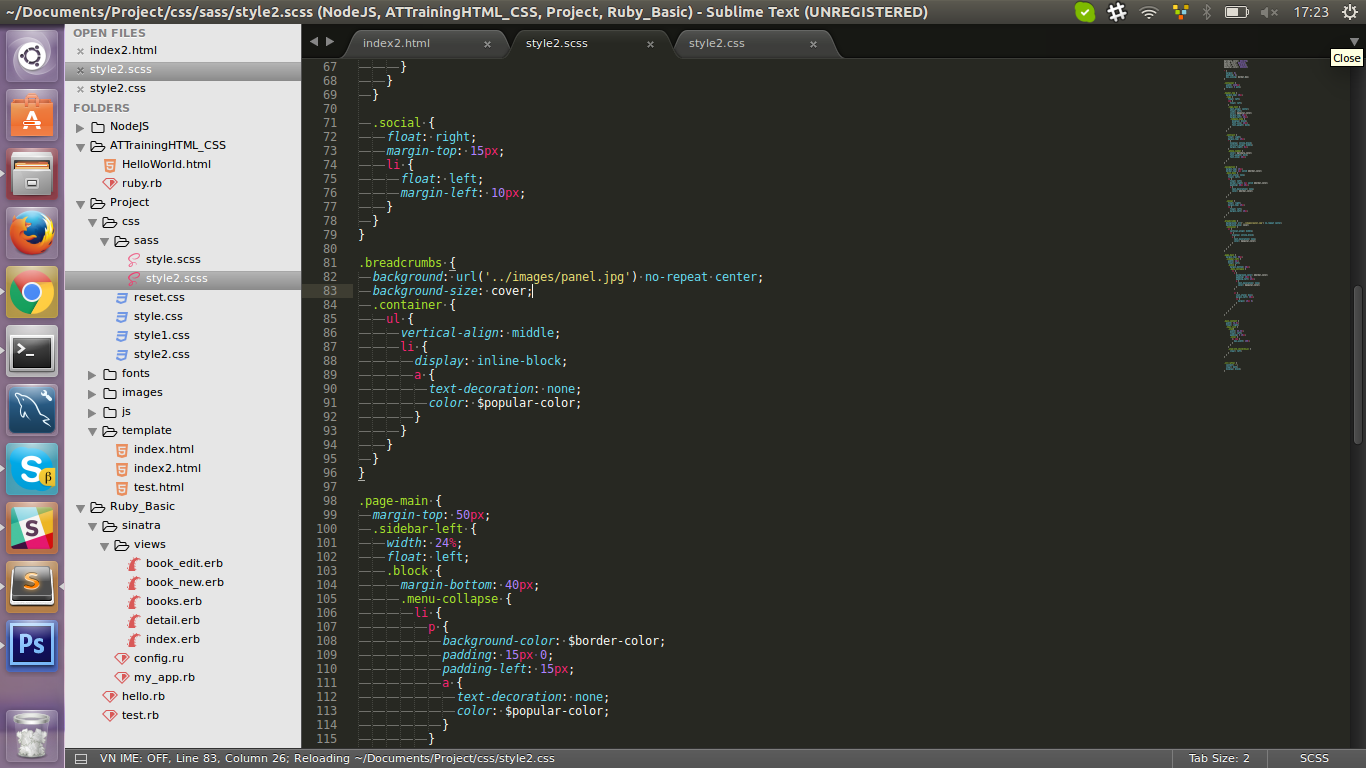 ~/Documents/Project/css/sass/style2.scss (NodeJS, ATTrainingHTML_CSS, Project, Ruby_Basic) - Sublime Text (UNREGISTERED)
17:23
OPEN FILES
index2.html
style2.scss
style2.css
FOLDERS
NodeJS
ATTrainingHTML_CSS
HelloWorld.html
ruby.rb
Project
css
sass
style.scss
style2.scss
reset.css
style.css
style1.css
style2.css
fonts
images
js
template
index.html
index2.html
test.html
Ruby_Basic
sinatra
views
book_edit.erb
book_new.erb
books.erb
detail.erb
index.erb
config.ru
my_app.rb
hello.rb
test.rb
index2.html
style2.scss
style2.css
Close
67 }
68 }
69 }
70
71 .social {
72 float: right;
73 margin-top: 15px;
74 li {
75 float: left;
76 margin-left: 10px;
77 }
78 }
79 }
80
81 .breadcrumbs {
82 background: url('../images/panel.jpg') no-repeat center;
83 background-size: cover;
84 .container {
85 ul {
86 vertical-align: middle;
87 li {
88 display: inline-block;
89 a {
90 text-decoration: none;
91 color: $popular-color;
92 }
93 }
94 }
95 }
96 }
97
98 .page-main {
99 margin-top: 50px;
100 .sidebar-left {
101 width: 24%;
102 float: left;
103 .block {
104 margin-bottom: 40px;
105 .menu-collapse {
106 li {
107 p {
108 background-color: $border-color;
109 padding: 15px 0;
110 padding-left: 15px;
111 a {
112 text-decoration: none;
113 color: $popular-color;
114 }
115 }
VN IME: OFF, Line 83, Column 26; Reloading ~/Documents/Project/css/style2.css
Tab Size: 2
SCSS
A
S
β
S
S
Ps